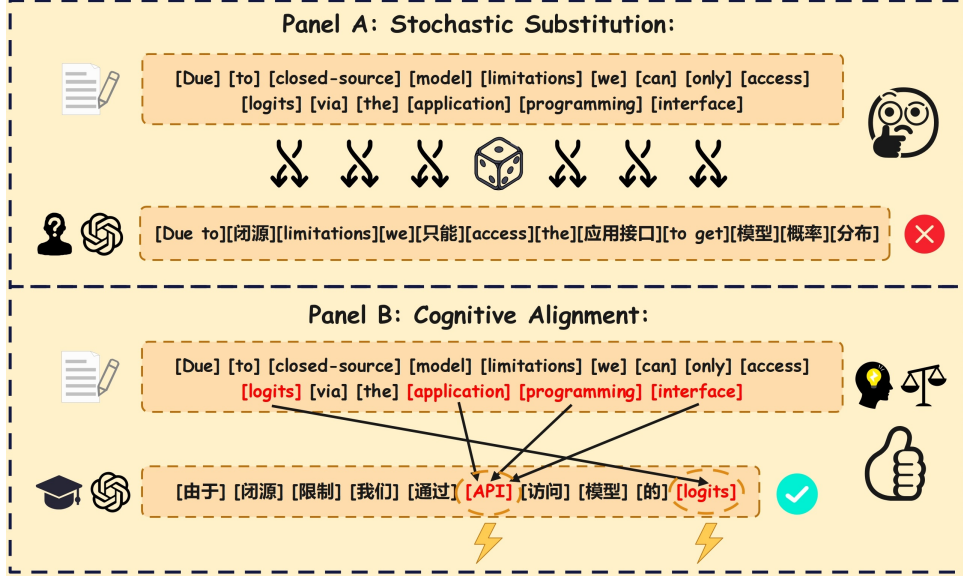 Panel A: Stochastic Substitution:
[Due] [to] [closed-source] [model] [limitations] [we] [can] [only] [access]
[logits] [via] [the] [application] [programming] [interface]
[Due to][闭源][limitations][we][只能][access][the][应用接口][to get][模型][概率][分布]
Panel B: Cognitive Alignment:
[Due] [to] [closed-source] [model] [limitations] [we] [can] [only] [access]
[logits] [via] [the] [application] [programming] [interface]
[由于] [闭源] [限制] [我们] [通过] [API] [访问] [模型] [的] [logits]